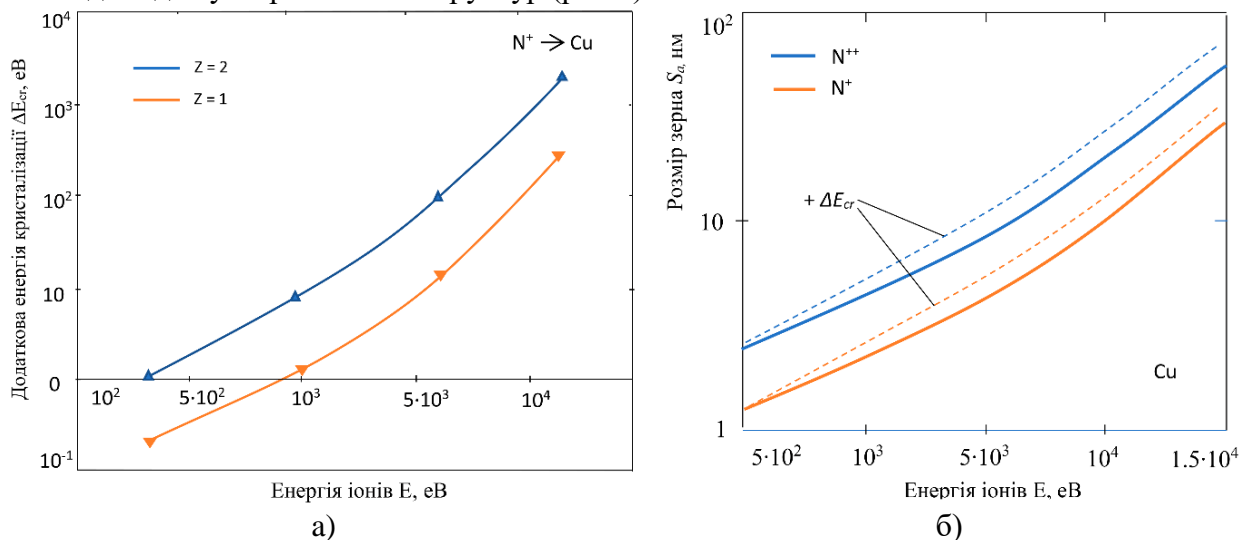 10⁴
N⁺ → Cu
Z = 2
Z = 1
10³
10²
10
0
10⁻¹
10²
5·10²
10³
5·10³
10⁴
Додаткова енергія кристалізації ΔE_cr, еВ
Енергія іонів Е, еВ
а)
10²
N⁺⁺
N⁺
+ ΔE_cr
10
Cu
1
5·10²
10³
5·10³
10⁴
1.5·10⁴
Розмір зерна S_a, нм
Енергія іонів Е, еВ
б)